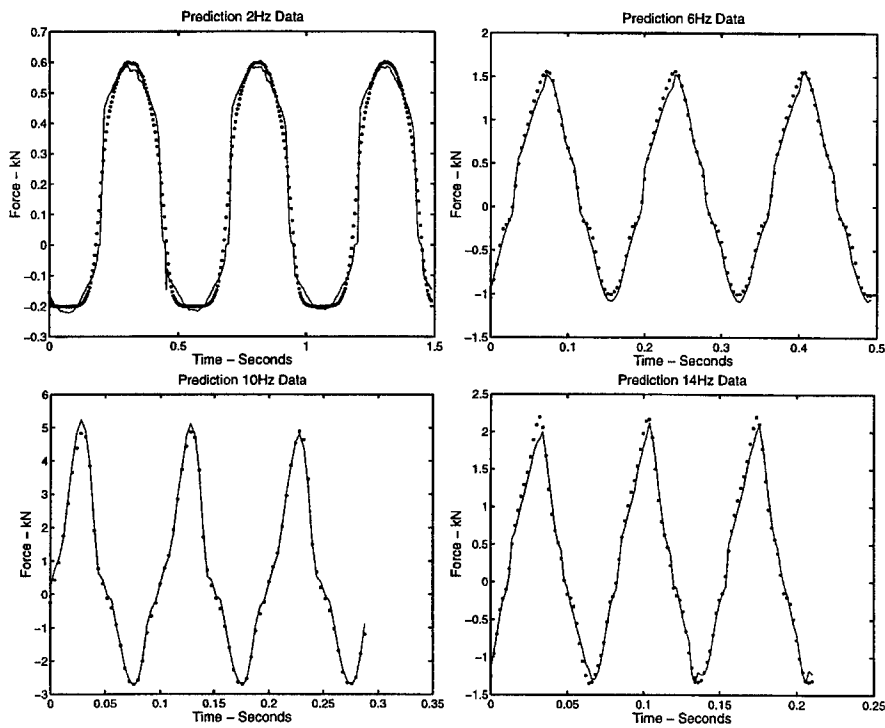 Prediction 2Hz Data
0.7
0.6
0.5
0.4
0.3
0.2
0.1
0
−0.1
−0.2
−0.3
Force – kN
0 0.5 1 1.5
Time – Seconds
Prediction 6Hz Data
2
1.5
1
0.5
0
−0.5
−1
−1.5
Force – kN
0 0.1 0.2 0.3 0.4 0.5
Time – Seconds
Prediction 10Hz Data
6
5
4
3
2
1
0
−1
−2
−3
Force – kN
0 0.05 0.1 0.15 0.2 0.25 0.3 0.35
Time – Seconds
Prediction 14Hz Data
2.5
2
1.5
1
0.5
0
−0.5
−1
−1.5
Force – kN
0 0.05 0.1 0.15 0.2 0.25
Time – Seconds